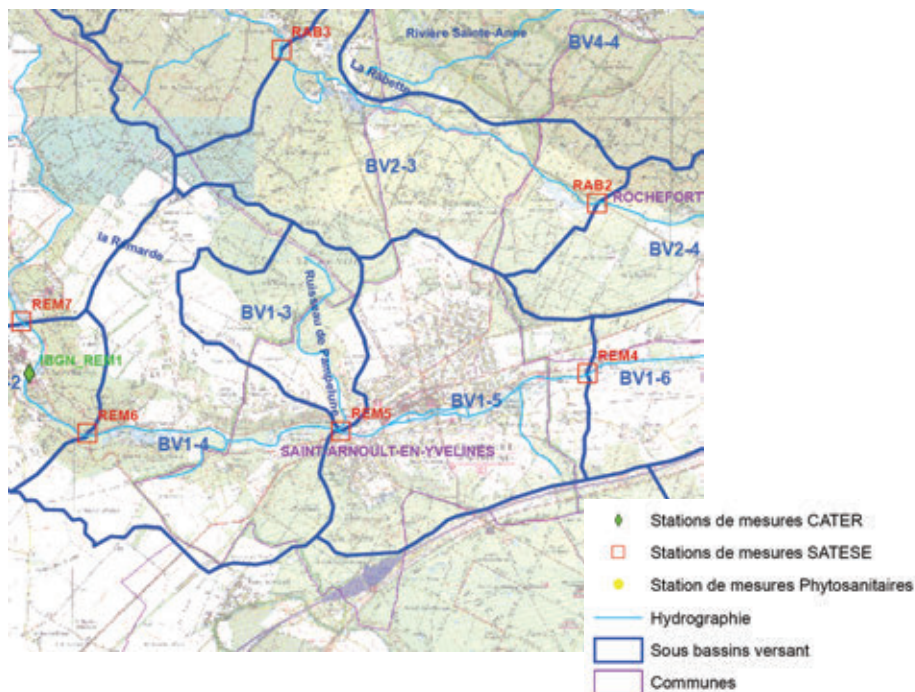 RAB3
Rivière Sainte-Anne
BV4-4
La Rabette
BV2-3
RAB2
ROCHEFORT
BV2-4
la Rémarde
REM7
BV1-3
Ruisseau de Pampelune
IBGN_REM1
-2
REM4
BV1-6
BV1-5
REM6
REM5
BV1-4
SAINT-ARNOULT-EN-YVELINES
Stations de mesures CATER
Stations de mesures SATESE
Station de mesures Phytosanitaires
Hydrographie
Sous bassins versant
Communes